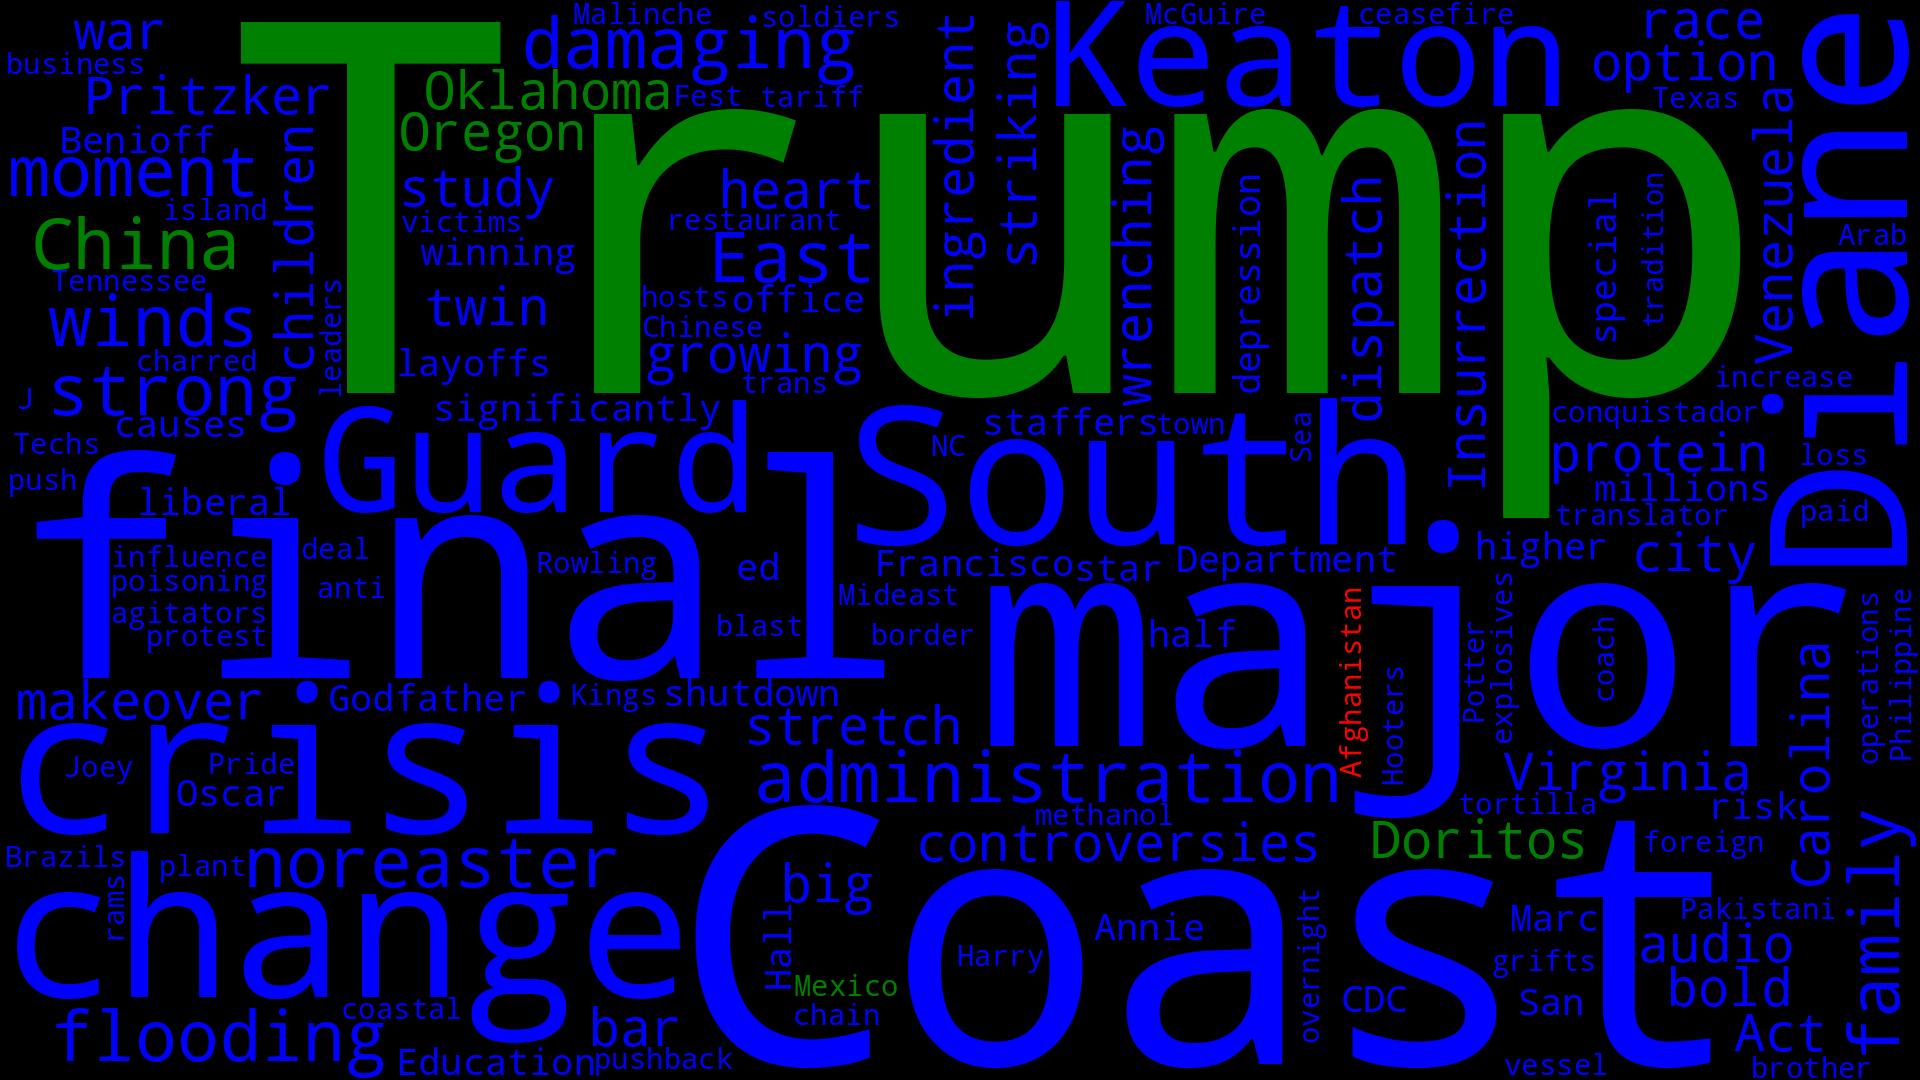 Malinche
soldiers
McGuire
ceasefire
war
damaging
Keaton
race
business
option
Pritzker
Oklahoma
Fest
tariff
Texas
Benioff
Oregon
Trump
ingredient
striking
Diane
moment
children
study
heart
wrenching
Insurrection
Venezuela
island
victims
restaurant
depression
dispatch
special
tradition
China
winning
East
Arab
Tennessee
leaders
twin
hosts
office
winds
Chinese
charred
layoffs
growing
increase
J
strong
trans
causes
significantly
staffers
town
Sea
conquistador
Techs
Guard
South
NC
protein
loss
push
final
liberal
millions
translator
paid
influence
deal
Rowling
ed
Francisco
star
Department
higher
city
poisoning
anti
Mideast
major
Afghanistan
agitators
protest
blast
border
half
Potter
explosives
coach
Carolina
operations
Philippine
makeover
Godfather
Kings
shutdown
Hooters
crisis
stretch
Joey
Pride
administration
Virginia
Oscar
methanol
tortilla
risk
Brazils
plant
noreaster
controversies
Doritos
foreign
rams
change
Coast
big
family
Hall
Annie
overnight
Marc
Pakistani
Harry
grifts
audio
Mexico
CDC
San
bold
coastal
chain
flooding
bar
Act
Education
pushback
vessel
brother